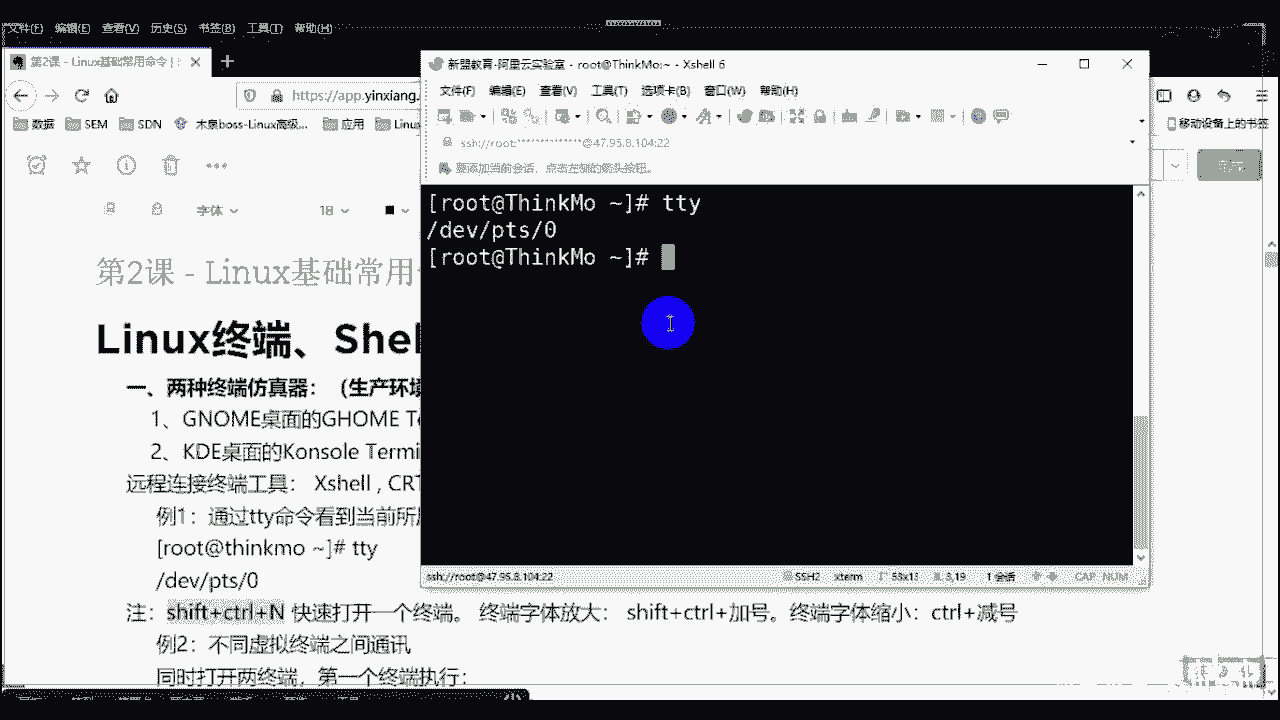 文件(F) 编辑(E) 查看(V) 历史(S) 书签(B) 工具(T) 帮助(H)
第2课 - Linux基础常用命令 |
https://app.yinxiang.
数据 SEM SDN 木泉boss-Linux高级... 应用 Linu
移动设备上的书签
字体 18
第2课 - Linux基础常用
Linux终端、Shel
一、两种终端仿真器：（生产环境
1、GNOME桌面的GHOME T
2、KDE桌面的Konsole Termi
远程连接终端工具： Xshell , CRT
例1：通过tty命令看到当前所
[root@thinkmo ~]# tty
/dev/pts/0
注：shift+ctrl+N 快速打开一个终端。 终端字体放大： shift+ctrl+加号。终端字体缩小：ctrl+减号
例2：不同虚拟终端之间通讯
同时打开两终端，第一个终端执行：
新盟教育-阿里云实验室 - root@ThinkMo:~ - Xshell 6
文件(F) 编辑(E) 查看(V) 工具(T) 选项卡(B) 窗口(W) 帮助(H)
ssh://root:***************@47.95.8.104:22
要添加当前会话，点击左侧的箭头按钮。
[root@ThinkMo ~]# tty
/dev/pts/0
[root@ThinkMo ~]#
ssh://root@47.95.8.104:22 SSH2 xterm 53x13 3,19 1 会话 CAP NUM